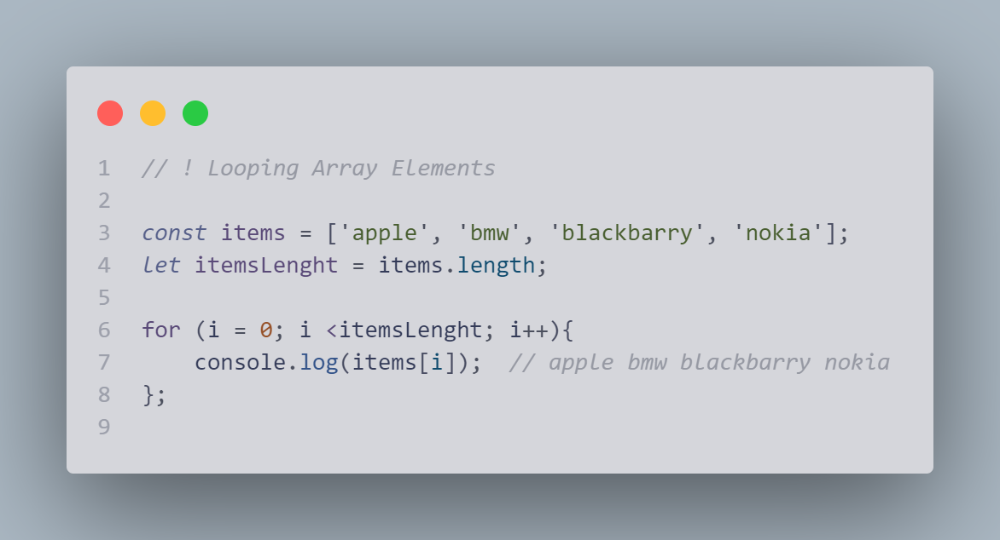 1 // ! Looping Array Elements
2
3 const items = ['apple', 'bmw', 'blackbarry', 'nokia'];
4 let itemsLenght = items.length;
5
6 for (i = 0; i <itemsLenght; i++){
7     console.log(items[i]);  // apple bmw blackbarry nokia
8 };
9